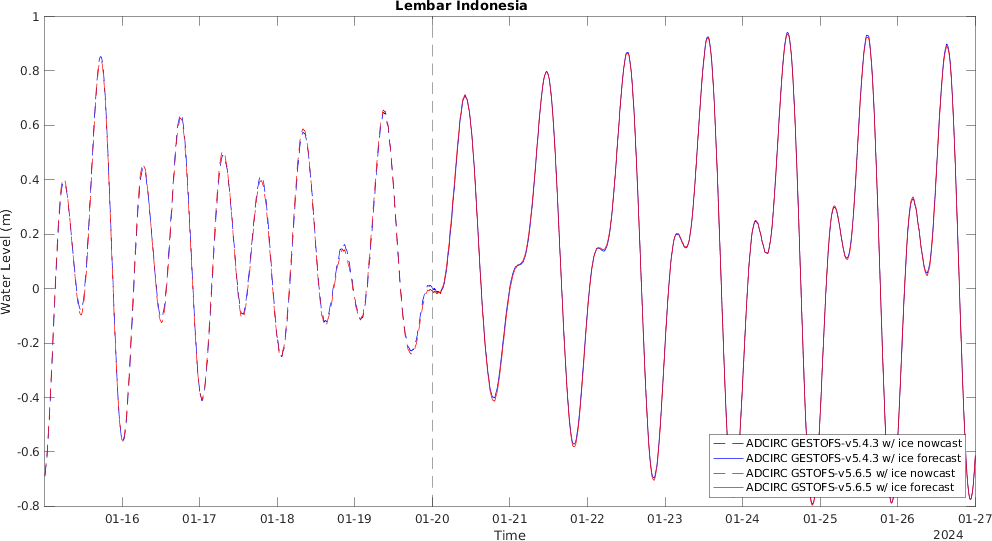 Lembar Indonesia
1
0.8
0.6
0.4
0.2
0
-0.2
-0.4
-0.6
-0.8
Water Level (m)
ADCIRC GESTOFS-v5.4.3 w/ ice nowcast
ADCIRC GESTOFS-v5.4.3 w/ ice forecast
ADCIRC GSTOFS-v5.6.5 w/ ice nowcast
ADCIRC GSTOFS-v5.6.5 w/ ice forecast
01-16 01-17 01-18 01-19 01-20 01-21 01-22 01-23 01-24 01-25 01-26 01-27
Time
2024